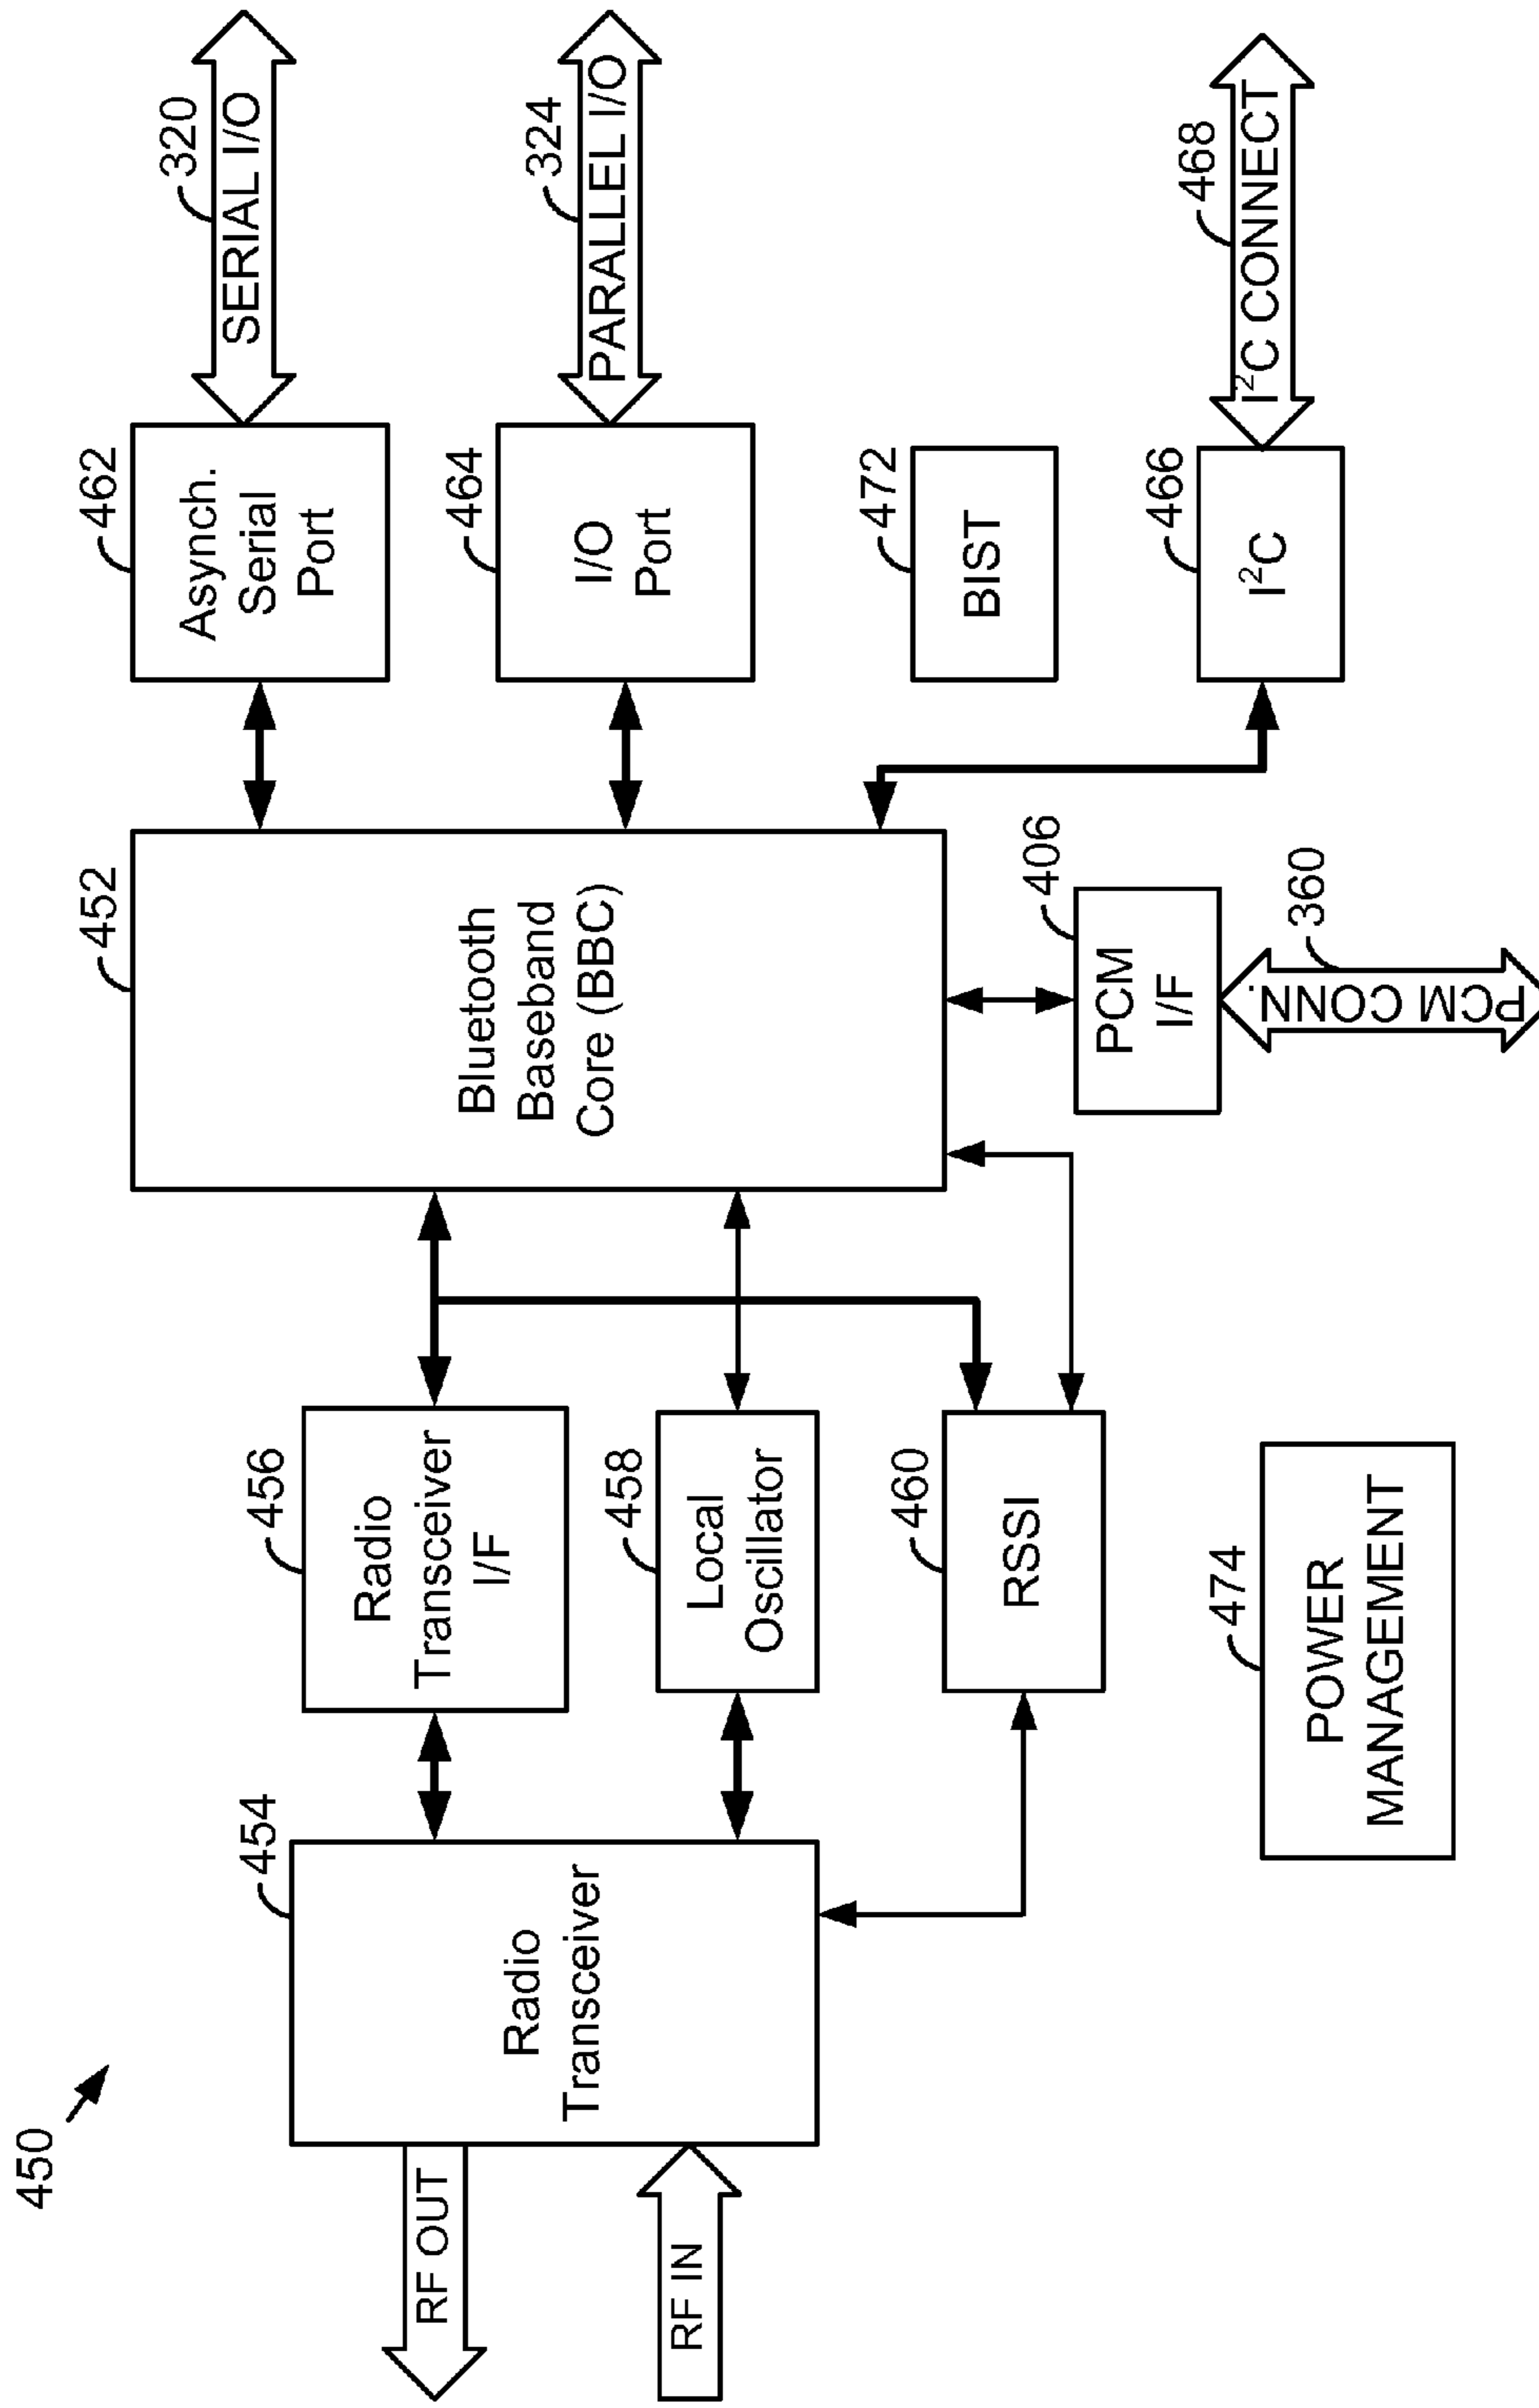 450
RF OUT
RF IN
454
Radio
Transceiver
456
Radio
Transceiver
I/F
458
Local
Oscillator
460
RSSI
474
POWER
MANAGEMENT
452
Bluetooth
Baseband
Core (BBC)
406
PCM
I/F
360
PCM CONN.
462
Asynch.
Serial
Port
464
I/O
Port
472
BIST
466
I²C
320
SERIAL I/O
324
PARALLEL I/O
468
I²C CONNECT